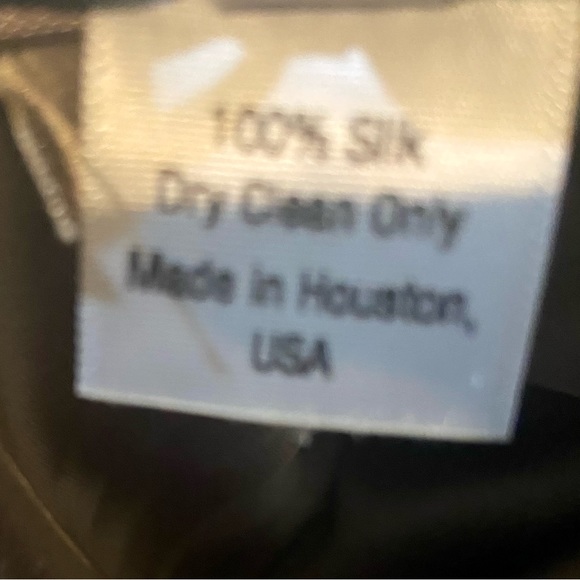 100% Silk
Dry Clean Only
Made in Houston,
USA